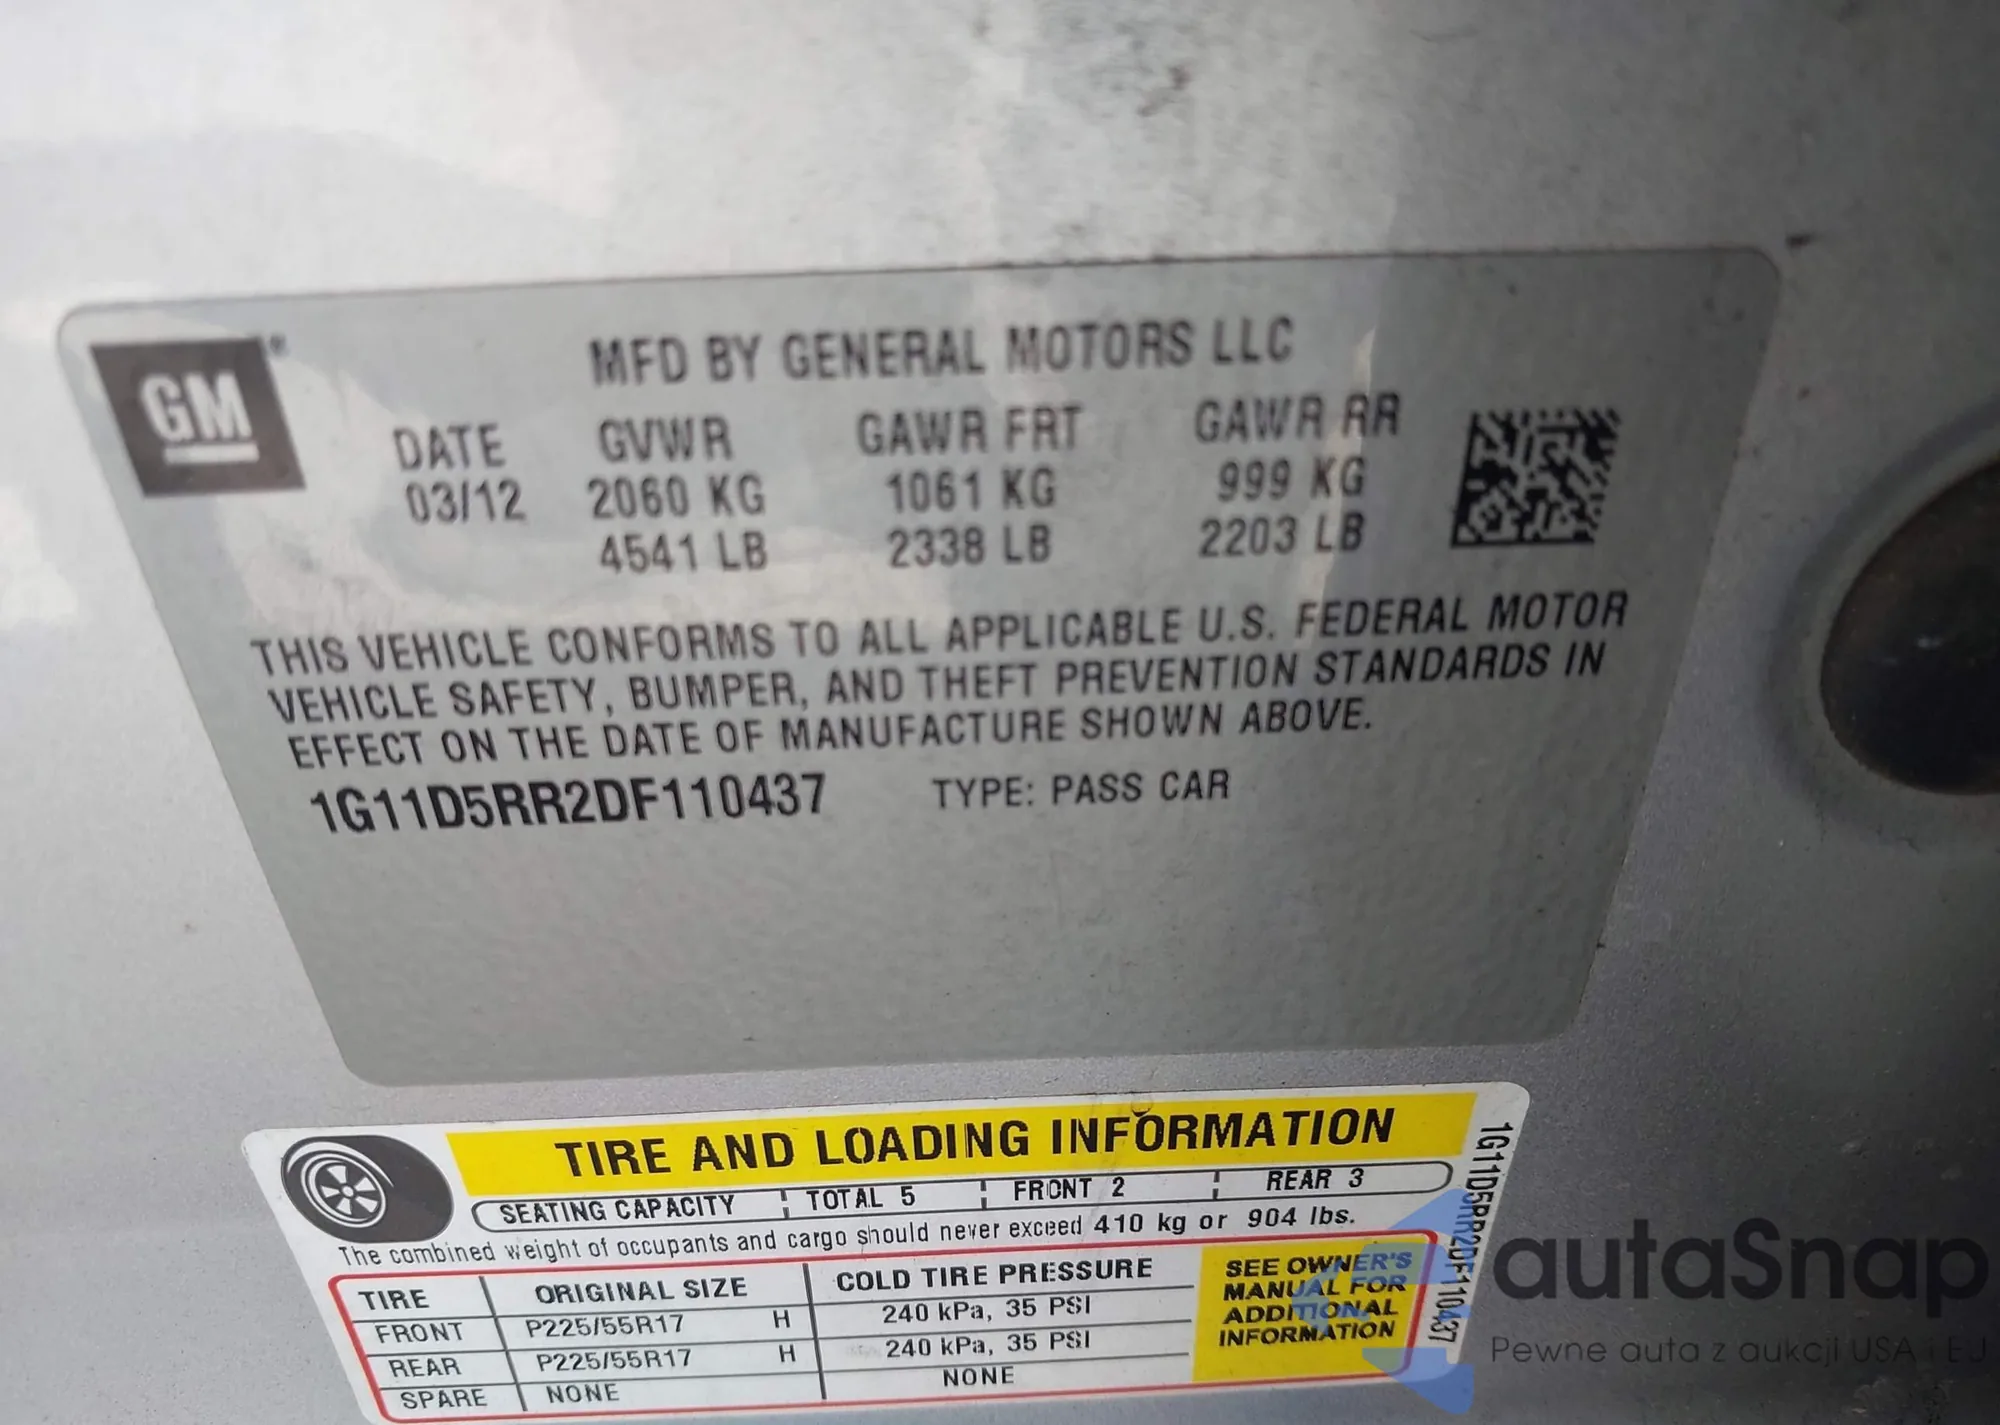 GM
MFD BY GENERAL MOTORS LLC
DATE GVWR GAWR FRT GAWR RR
03/12 2060 KG 1061 KG 999 KG
4541 LB 2338 LB 2203 LB
THIS VEHICLE CONFORMS TO ALL APPLICABLE U.S. FEDERAL MOTOR
VEHICLE SAFETY, BUMPER, AND THEFT PREVENTION STANDARDS IN
EFFECT ON THE DATE OF MANUFACTURE SHOWN ABOVE.
1G11D5RR2DF110437 TYPE: PASS CAR
TIRE AND LOADING INFORMATION
SEATING CAPACITY TOTAL 5 FRONT 2 REAR 3
The combined weight of occupants and cargo should never exceed 410 kg or 904 lbs.
TIRE ORIGINAL SIZE COLD TIRE PRESSURE
FRONT P225/55R17 H 240 kPa, 35 PSI
REAR P225/55R17 H 240 kPa, 35 PSI
SPARE NONE NONE
SEE OWNER'S
MANUAL FOR
ADDITIONAL
INFORMATION
1G11D5RR2DF110437
autaSnap
Pewne auta z aukcji USA i EJ